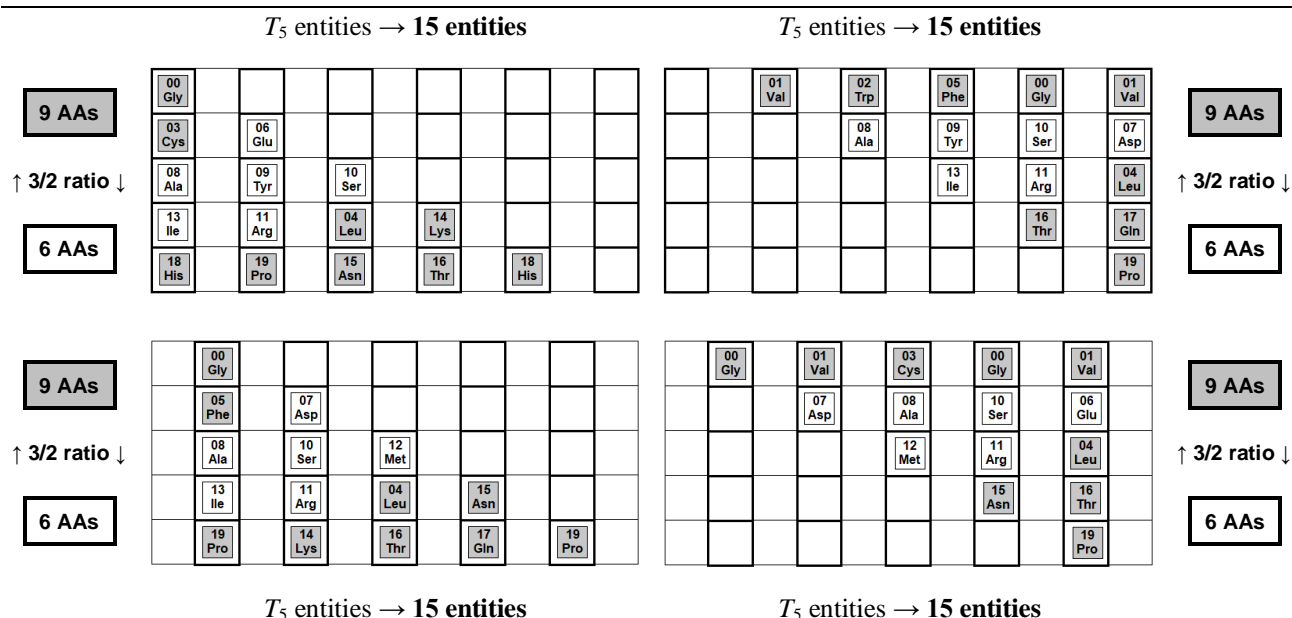 T5 entities → 15 entities T5 entities → 15 entities
00 01 02 05 00 01
Gly Val Trp Phe Gly Val
9 AAs 9 AAs
03 06 08 09 10 07
Cys Glu Ala Tyr Ser Asp
08 09 10 13 11 04
Ala Tyr Ser Ile Arg Leu
↑ 3/2 ratio ↓ ↑ 3/2 ratio ↓
13 11 04 14 16 17
Ile Arg Leu Lys Thr Gln
6 AAs 6 AAs
18 19 15 16 18 19
His Pro Asn Thr His Pro
00 00 01 03 00 01
Gly Gly Val Cys Gly Val
9 AAs 9 AAs
05 07 07 08 10 06
Phe Asp Asp Ala Ser Glu
08 10 12 12 11 04
Ala Ser Met Met Arg Leu
↑ 3/2 ratio ↓ ↑ 3/2 ratio ↓
13 11 04 15 15 16
Ile Arg Leu Asn Asn Thr
6 AAs 6 AAs
19 14 16 17 19 19
Pro Lys Thr Gln Pro Pro
T5 entities → 15 entities T5 entities → 15 entities